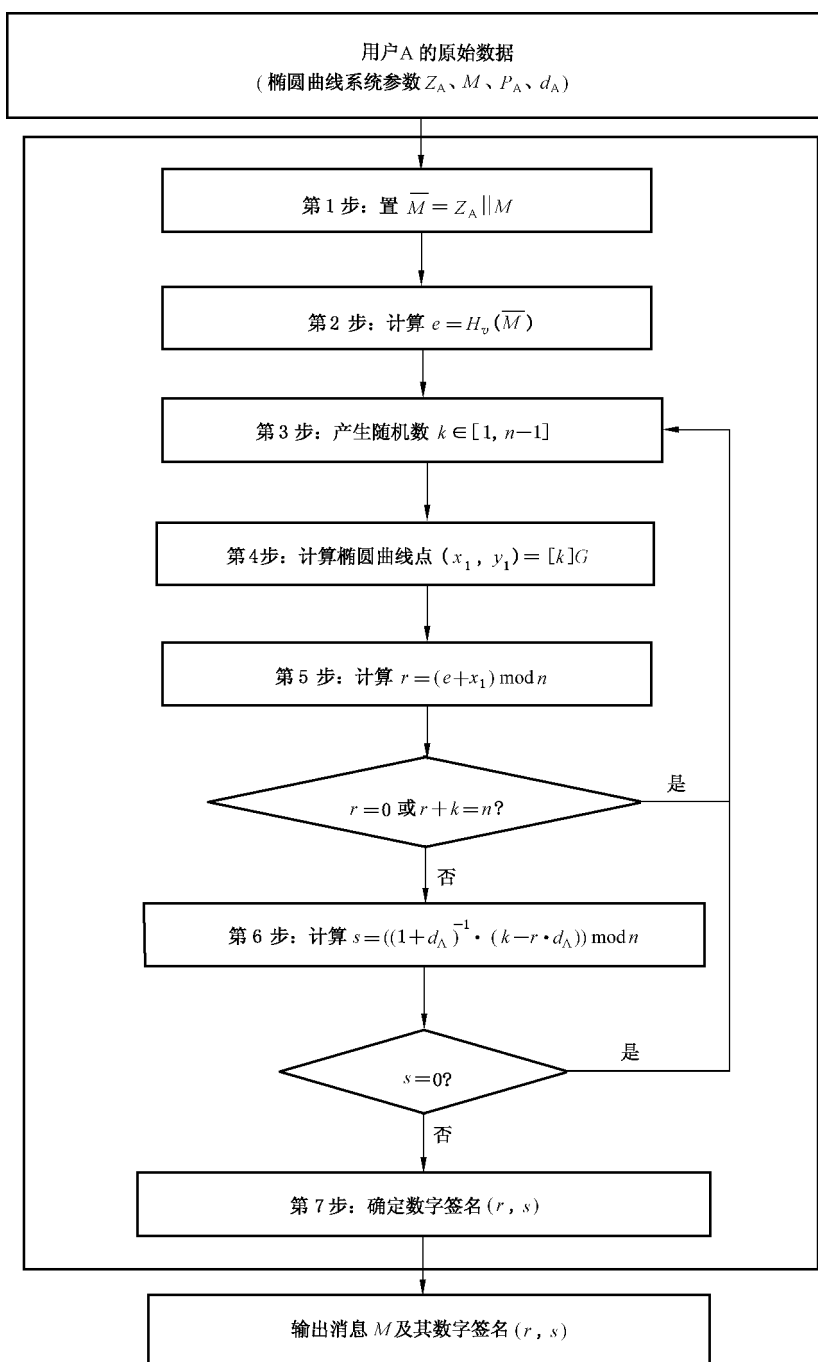 用户A 的原始数据
(椭圆曲线系统参数 Z_A、M、P_A、d_A)
第1步：置 M̅=Z_A||M
第2 步：计算 e=H_v(M̅)
第3 步：产生随机数 k∈[1, n−1]
第4步：计算椭圆曲线点 (x_1, y_1)=[k]G
第5 步：计算 r=(e+x_1) mod n
r=0 或 r+k=n?
是
否
第6 步：计算 s=((1+d_A)^{-1}·(k−r·d_A)) mod n
s=0?
是
否
第7步：确定数字签名(r, s)
输出消息 M 及其数字签名(r, s)